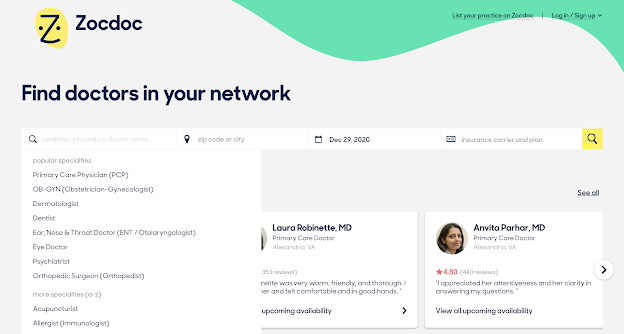 Zocdoc
List your practice on Zocdoc
Log in / Sign up
Find doctors in your network
condition, procedure, doctor name...
zip code or city
Dec 29, 2020
insurance carrier and plan
popular specialties
Primary Care Physician (PCP)
OB-GYN (Obstetrician-Gynecologist)
Dermatologist
Dentist
Ear, Nose & Throat Doctor (ENT / Otolaryngologist)
Eye Doctor
Psychiatrist
Orthopedic Surgeon (Orthopedist)
more specialties (a-z)
Acupuncturist
Allergist (Immunologist)
See all
Laura Robinette, MD
Primary Care Doctor
Alexandria, VA
353 reviews)
nette was very warm, friendly, and thorough. I
her and felt comfortable and in good hands. "
upcoming availability
Anvita Parhar, MD
Primary Care Doctor
Alexandria, VA
4.80 (440 reviews)
"I appreciated her attentiveness and her clarity in
answering my questions. "
View all upcoming availability